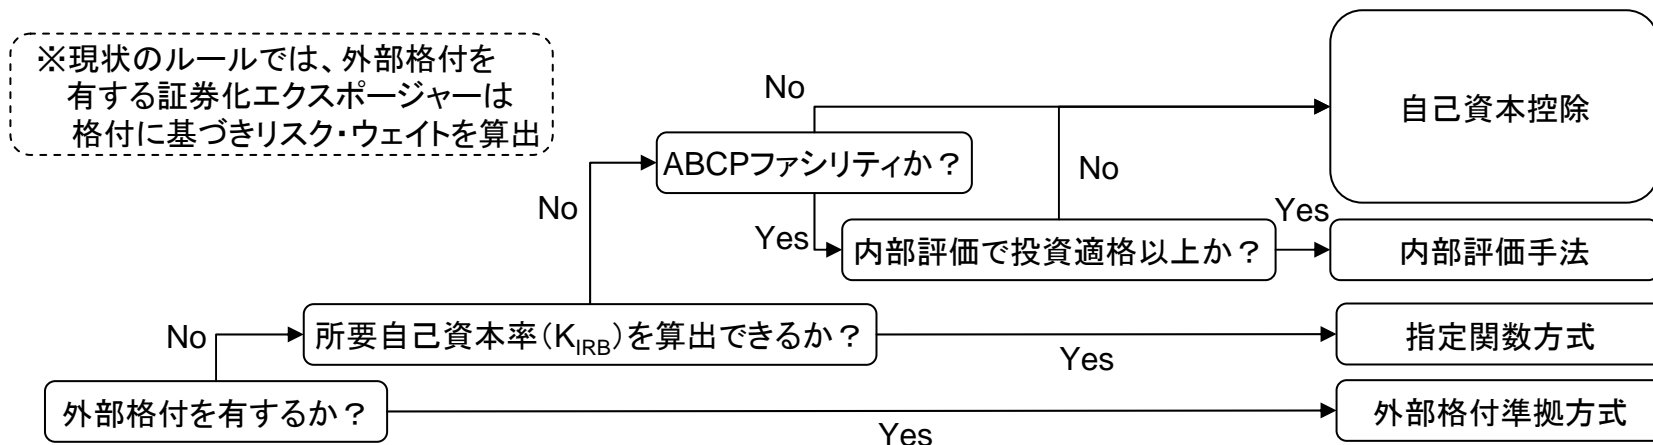 ※現状のルールでは、外部格付を
有する証券化エクスポージャーは
格付に基づきリスク・ウェイトを算出
No
自己資本控除
ABCPファシリティか？
No
No
Yes
Yes
内部評価で投資適格以上か？
内部評価手法
No
所要自己資本率(KIRB)を算出できるか？
Yes
指定関数方式
外部格付を有するか？
Yes
外部格付準拠方式